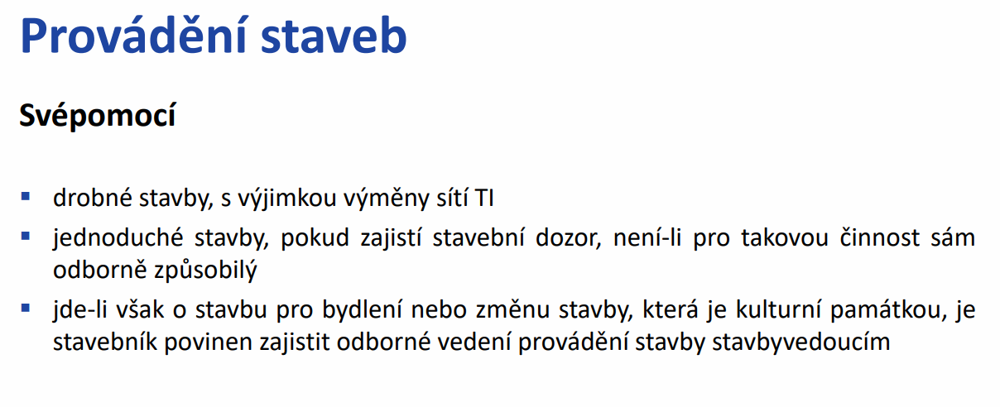 Provádění staveb
Svépomocí
▪ drobné stavby, s výjimkou výměny sítí TI
▪ jednoduché stavby, pokud zajistí stavební dozor, není-li pro takovou činnost sám
odborně způsobilý
▪ jde-li však o stavbu pro bydlení nebo změnu stavby, která je kulturní památkou, je
stavebník povinen zajistit odborné vedení provádění stavby stavbyvedoucím